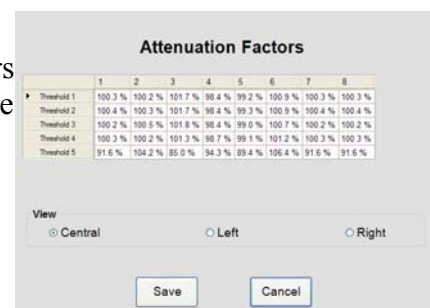 Attenuation Factors
rs
e
1 2 3 4 5 6 7 8
Threshold 1 100.3 % 100.2 % 101.7 % 98.4 % 99.2 % 100.9 % 100.3 % 100.3 %
Threshold 2 100.4 % 100.3 % 101.7 % 98.4 % 99.3 % 100.9 % 100.4 % 100.4 %
Threshold 3 100.2 % 100.5 % 101.8 % 98.4 % 99.0 % 100.7 % 100.2 % 100.2 %
Threshold 4 100.3 % 100.2 % 101.3 % 98.7 % 99.1 % 101.2 % 100.3 % 100.3 %
Threshold 5 91.6 % 104.2 % 85.0 % 94.3 % 89.4 % 106.4 % 91.6 % 91.6 %
View
Central Left Right
Save Cancel